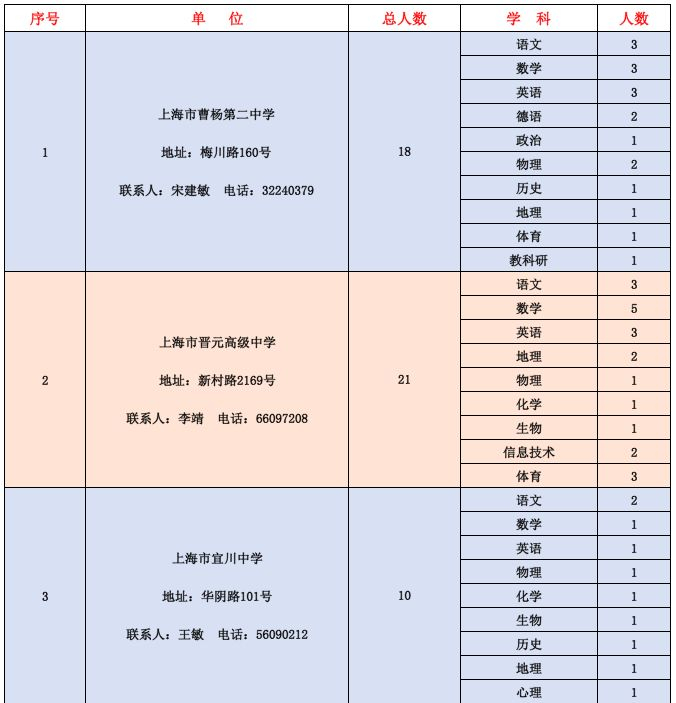 序号 单 位 总人数 学 科 人数
1
上海市曹杨第二中学
地址：梅川路160号
联系人：宋建敏 电话：32240379
18
语文 3
数学 3
英语 3
德语 2
政治 1
物理 2
历史 1
地理 1
体育 1
教科研 1
2
上海市晋元高级中学
地址：新村路2169号
联系人：李靖 电话：66097208
21
语文 3
数学 5
英语 3
地理 2
物理 1
化学 1
生物 1
信息技术 2
体育 3
3
上海市宜川中学
地址：华阴路101号
联系人：王敏 电话：56090212
10
语文 2
数学 1
英语 1
物理 1
化学 1
生物 1
历史 1
地理 1
心理 1